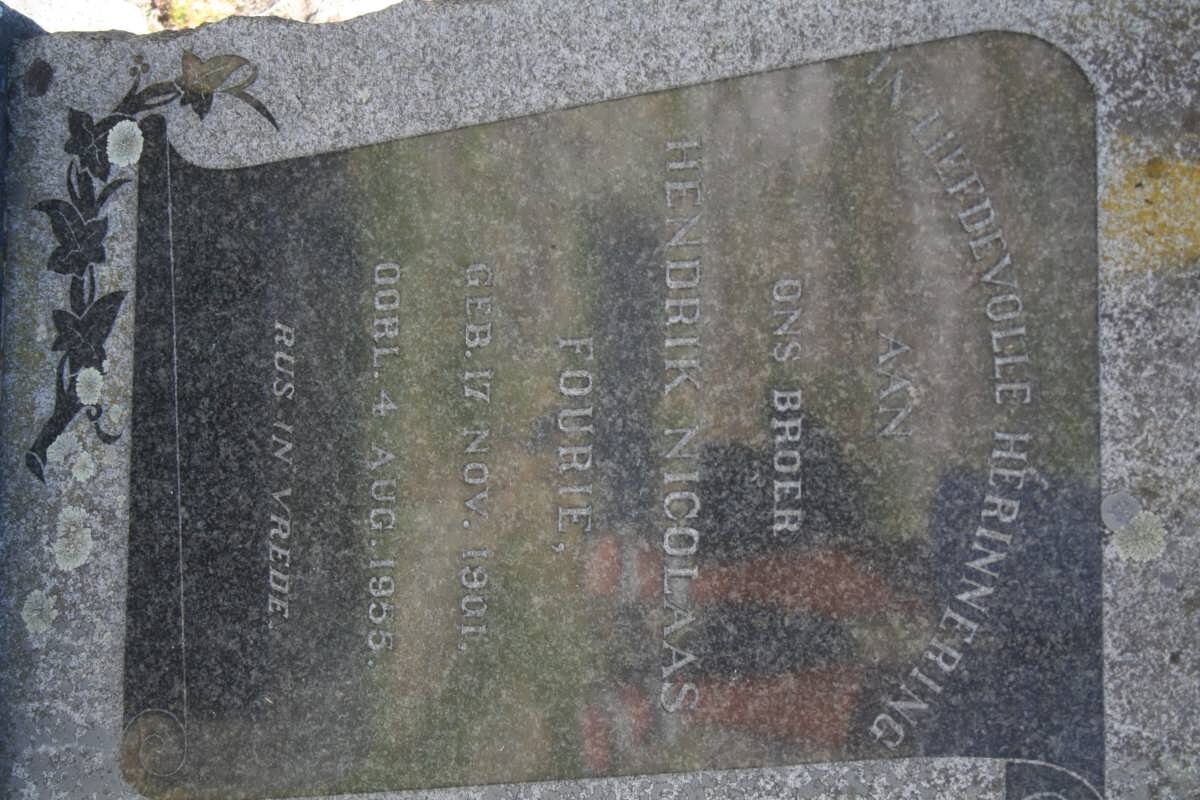 IN LIEFDEVOLLE HERINNERING
AAN
ONS BROER
HENDRIK NICOLAAS
FOURIE,
GEB. 17 NOV. 1901.
OORL. 4 AUG. 1955.
RUS IN VREDE.